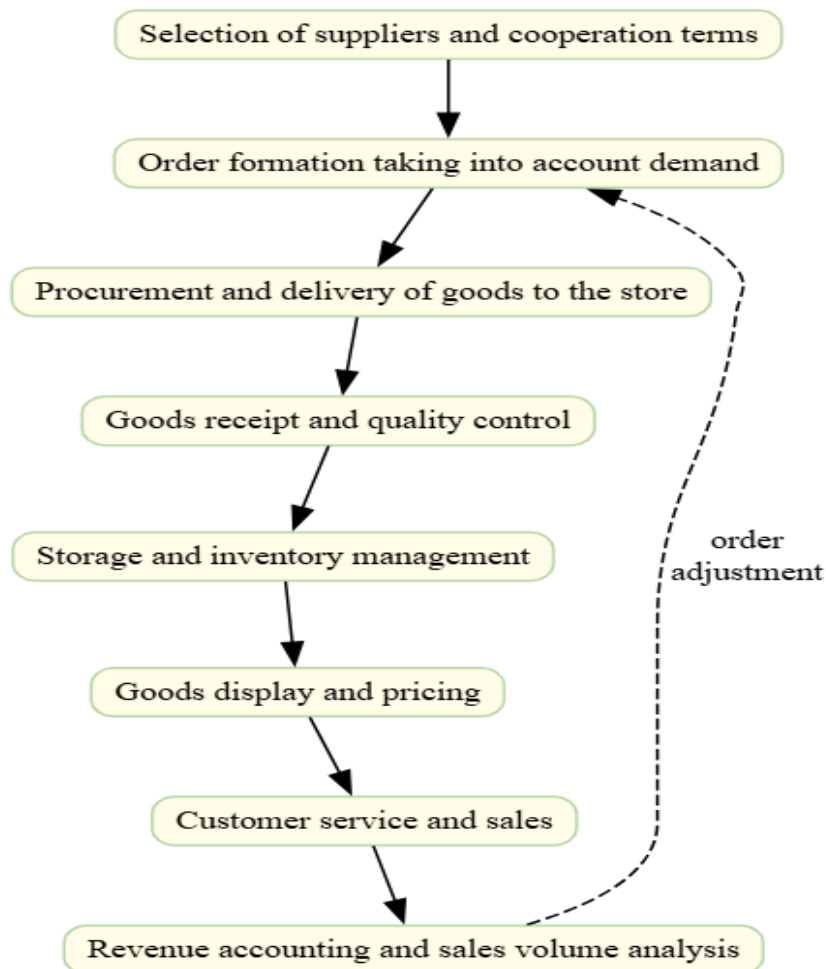 Selection of suppliers and cooperation terms
Order formation taking into account demand
Procurement and delivery of goods to the store
Goods receipt and quality control
Storage and inventory management
order
adjustment
Goods display and pricing
Customer service and sales
Revenue accounting and sales volume analysis